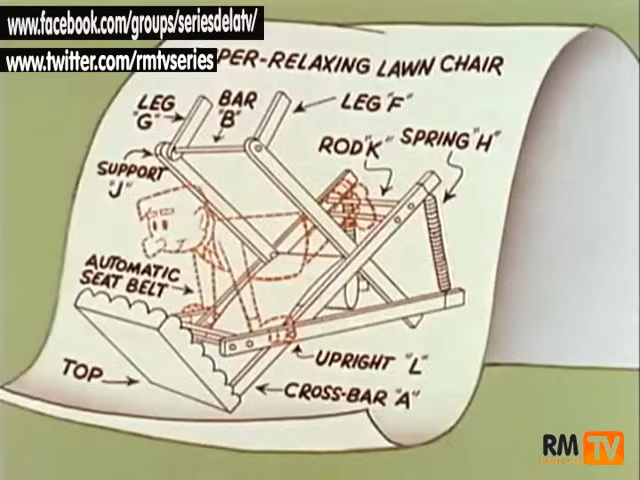 www.facebook.com/groups/seriesdelatv/
www.twitter.com/rmtvseries
PER-RELAXING LAWN CHAIR
LEG "G"
BAR "B"
LEG "F"
ROD "K"
SPRING "H"
SUPPORT "J"
AUTOMATIC
SEAT BELT
UPRIGHT "L"
TOP
CROSS-BAR "A"
RM TV